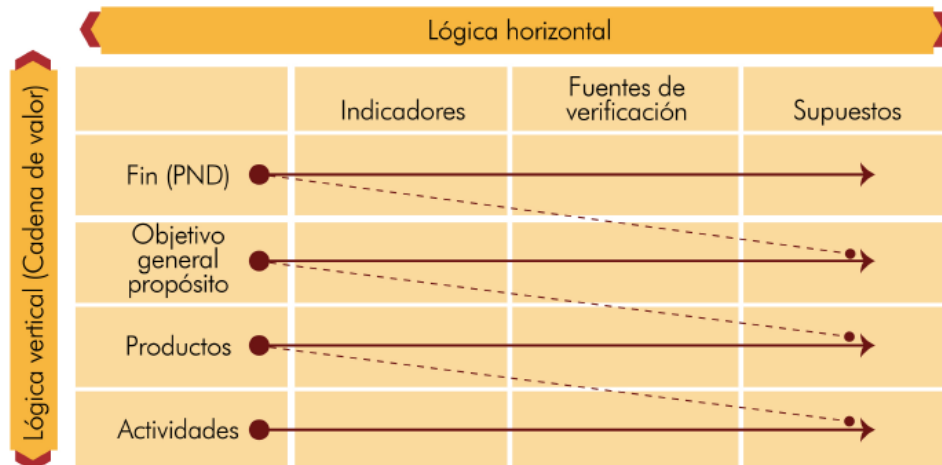 Lógica horizontal
Lógica vertical (Cadena de valor)
Indicadores
Fuentes de
verificación
Supuestos
Fin (PND)
Objetivo
general
propósito
Productos
Actividades